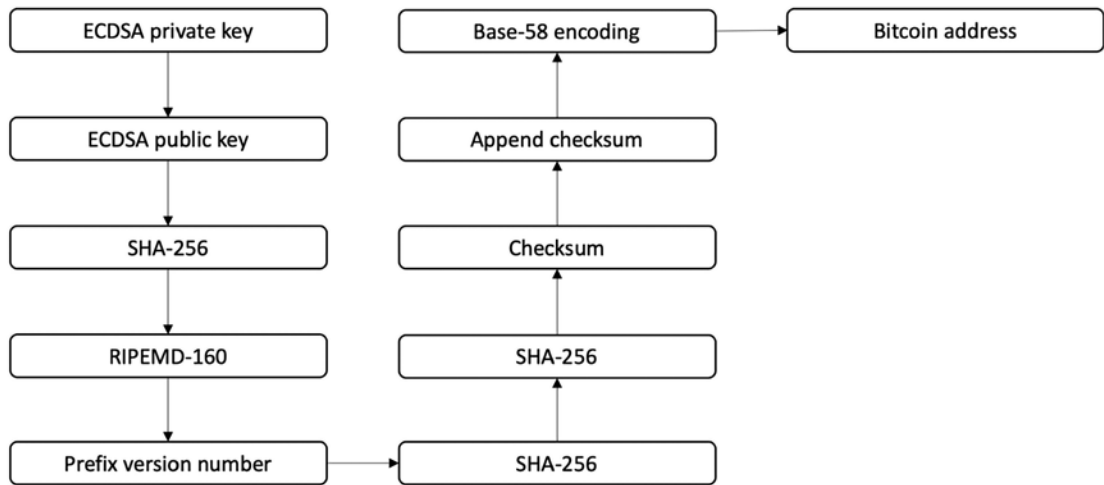 ECDSA private key
ECDSA public key
SHA-256
RIPEMD-160
Prefix version number
SHA-256
SHA-256
Checksum
Append checksum
Base-58 encoding
Bitcoin address